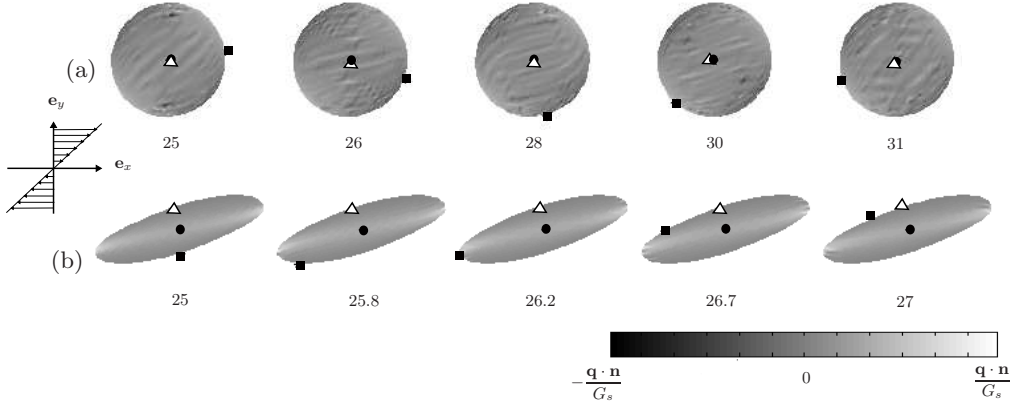 (a)
e_y
e_x
25 26 28 30 31
(b)
25 25.8 26.2 26.7 27
−q · n/G_s 0 q · n/G_s